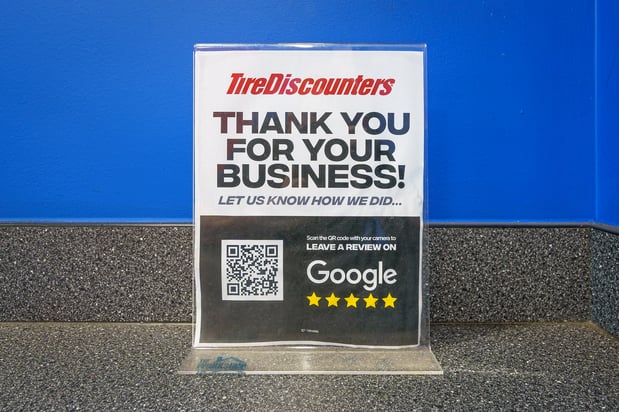 TireDiscounters
THANK YOU
FOR YOUR
BUSINESS!
LET US KNOW HOW WE DID...
Scan the QR code with your camera to
LEAVE A REVIEW ON
Google